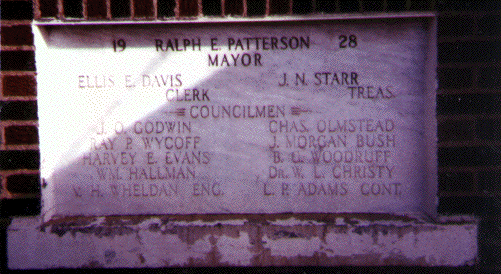 19 RALPH E. PATTERSON 28
MAYOR
ELLIS E. DAVIS J. N. STARR
CLERK TREAS.
COUNCILMEN
J. O. GODWIN CHAS. OLMSTEAD
RAY P. WYCOFF J. MORGAN BUSH
HARVEY E. EVANS B. L. WOODRUFF
WM. HALLMAN DR. W. L. CHRISTY
H. WHELDAN ENG. L. P. ADAMS CONT.